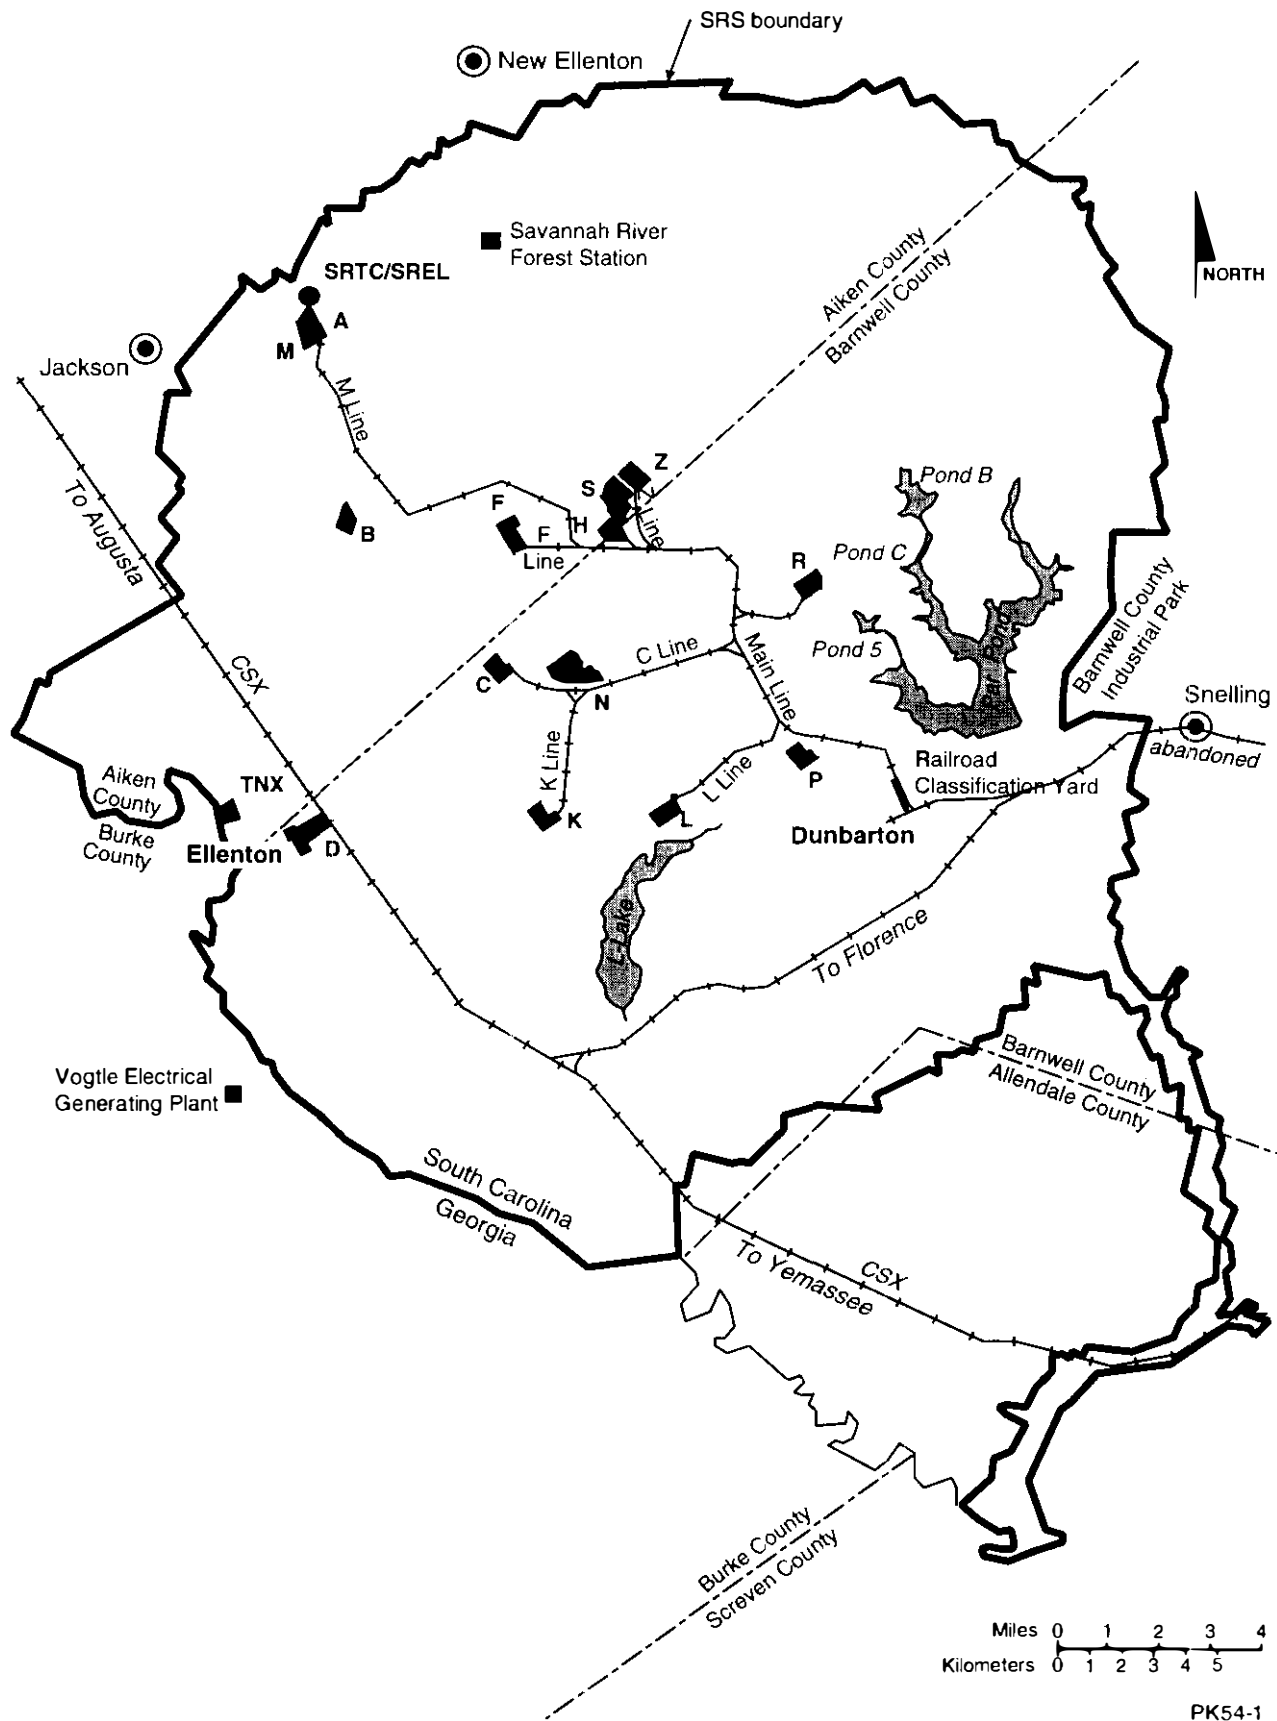 SRS boundary
New Ellenton
Savannah River
Forest Station
SRTC/SREL
NORTH
Aiken County
Barnwell County
A
M
Jackson
M Line
To Augusta
Z
S
Z Line
Pond B
F
H
B
F
Line
Pond C
R
Barnwell County
Industrial Park
Pond 5
Par Pond
C Line
Main Line
CSX
C
N
Snelling
abandoned
K Line
L Line
P
Railroad
Classification Yard
Aiken
County
TNX
Burke
County
Ellenton
D
K
L
Dunbarton
L-Lake
To Florence
Barnwell County
Allendale County
Vogtle Electrical
Generating Plant
South Carolina
Georgia
CSX
To Yemassee
Burke County
Screven County
Miles 0 1 2 3 4
Kilometers 0 1 2 3 4 5
PK54-1